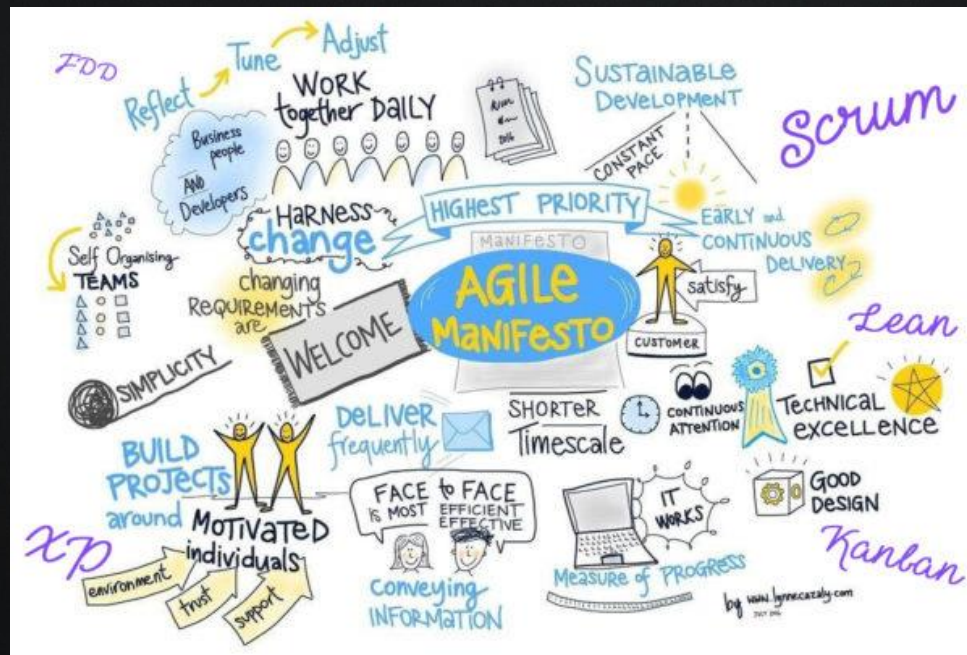 FDD
Reflect
Tune
Adjust
WORK
together DAILY
Business
people
AND
Developers
SUSTAINABLE
DEVELOPMENT
CONSTANT
PACE
Scrum
HARNESS
change
HIGHEST PRIORITY
EARLY and
CONTINUOUS
DELIVERY
Self Organising
TEAMS
changing
REQUIREMENTS
are
WELCOME
MANIFESTO
AGILE
MANIFESTO
satisfy
CUSTOMER
Lean
SIMPLICITY
DELIVER
frequently
SHORTER
Timescale
CONTINUOUS
ATTENTION
TECHNICAL
EXCELLENCE
BUILD
PROJECTS
around
MOTIVATED
individuals
environment
trust
support
XP
FACE to FACE
is MOST EFFICIENT
EFFECTIVE
Conveying
INFORMATION
IT
WORKS
Measure of PROGRESS
GOOD
DESIGN
Kanban
by www.lynnecazaly.com